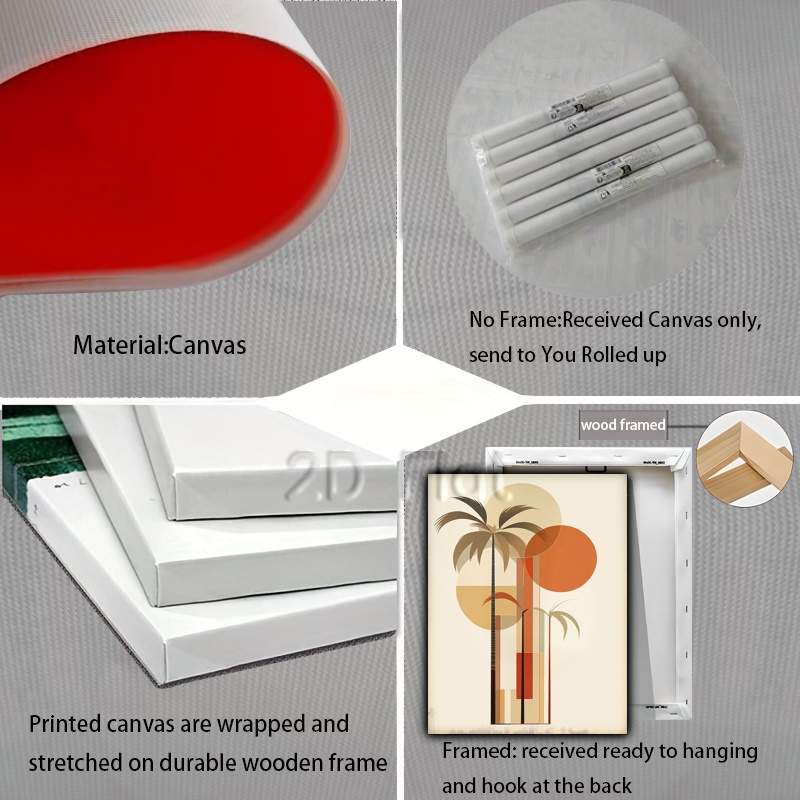 Material:Canvas
No Frame:Received Canvas only,
send to You Rolled up
2D Flat
wood framed
Printed canvas are wrapped and
stretched on durable wooden frame
Framed: received ready to hanging
and hook at the back